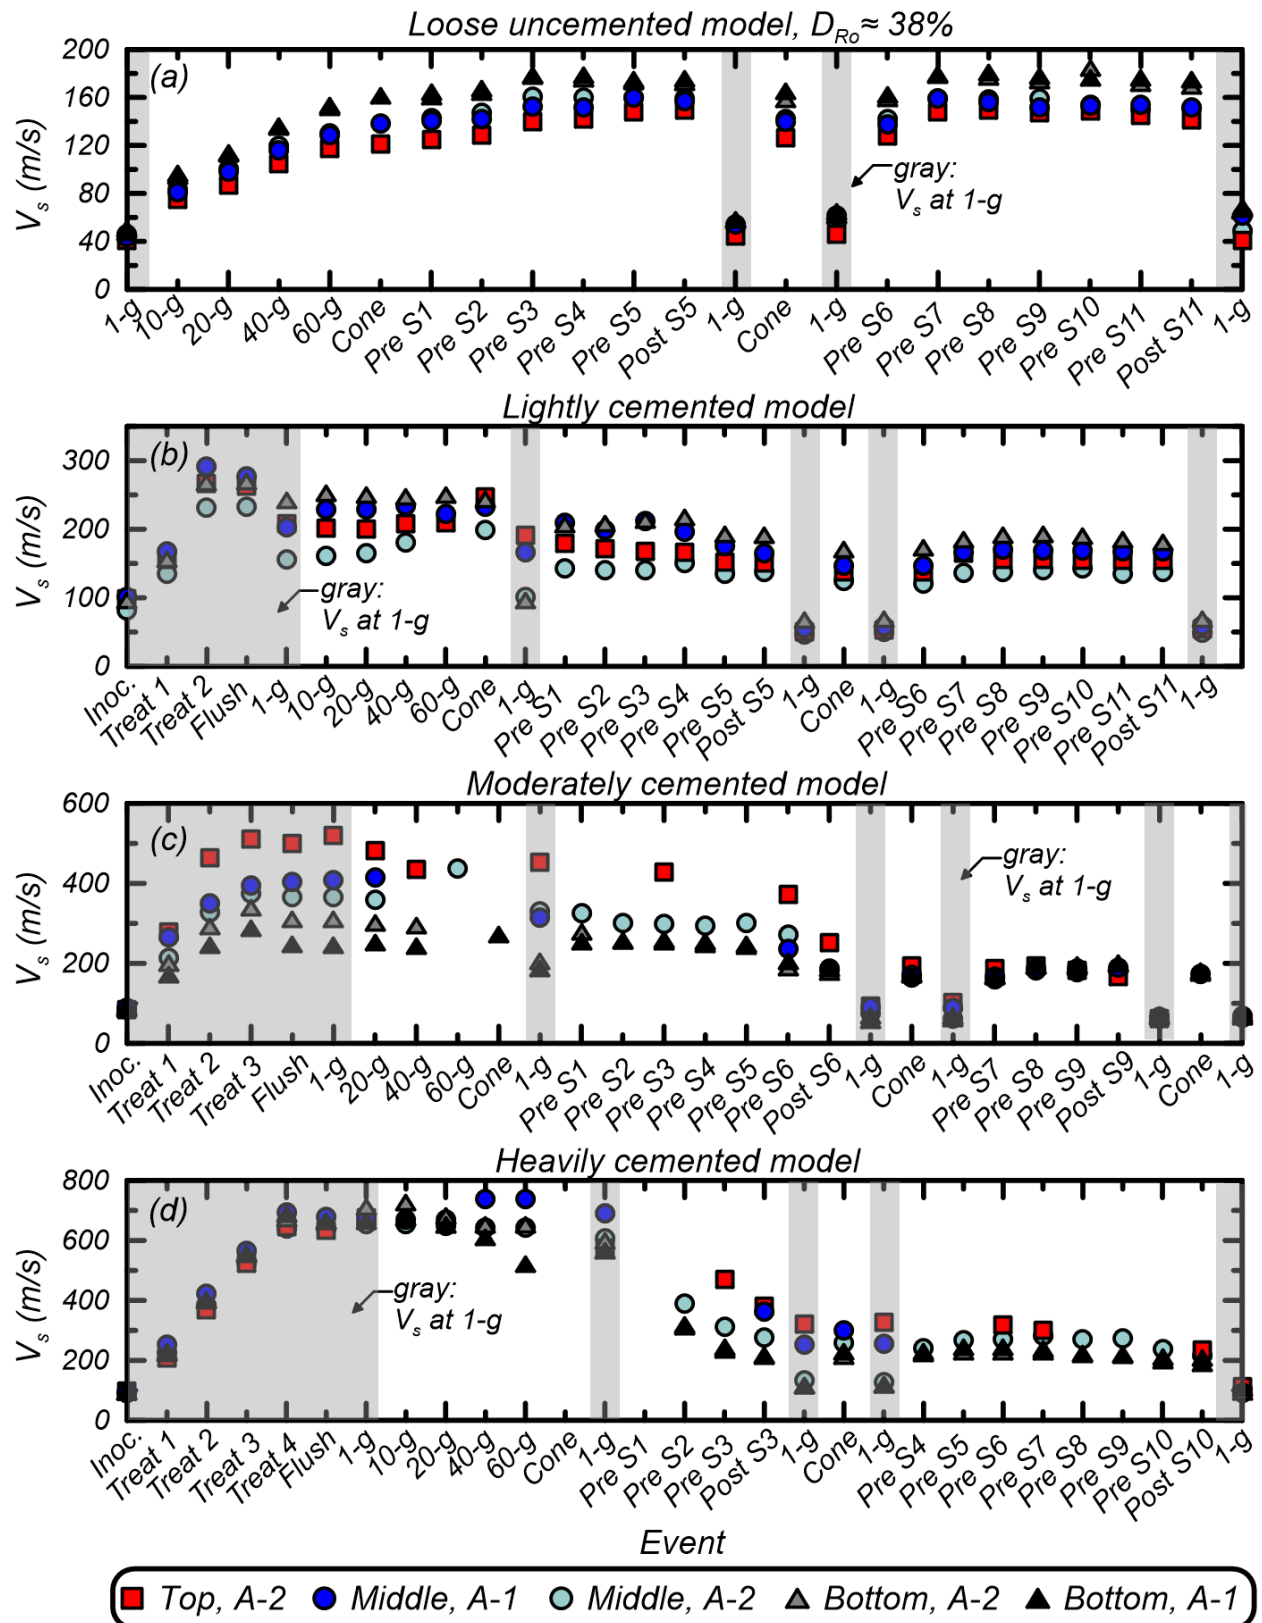 Loose uncemented model, D_Ro ≈ 38%
(a)
V_s (m/s)
200
160
120
80
40
0
gray:
V_s at 1-g
1-g 10-g 20-g 40-g 60-g Cone Pre S1 Pre S2 Pre S3 Pre S4 Pre S5 Post S5 1-g Cone 1-g Pre S6 Pre S7 Pre S8 Pre S9 Pre S10 Pre S11 Post S11 1-g
Lightly cemented model
(b)
V_s (m/s)
300
200
100
0
gray:
V_s at 1-g
Inoc. Treat 1 Treat 2 Flush 1-g 10-g 20-g 40-g 60-g Cone 1-g Pre S1 Pre S2 Pre S3 Pre S4 Pre S5 Post S5 1-g Cone 1-g Pre S6 Pre S7 Pre S8 Pre S9 Pre S10 Pre S11 Post S11 1-g
Moderately cemented model
(c)
V_s (m/s)
600
400
200
0
gray:
V_s at 1-g
Inoc. Treat 1 Treat 2 Treat 3 Flush 1-g 20-g 40-g 60-g Cone 1-g Pre S1 Pre S2 Pre S3 Pre S4 Pre S5 Pre S6 Post S6 1-g Cone 1-g Pre S7 Pre S8 Pre S9 Post S9 1-g Cone 1-g
Heavily cemented model
(d)
V_s (m/s)
800
600
400
200
0
gray:
V_s at 1-g
Inoc. Treat 1 Treat 2 Treat 3 Treat 4 Flush 1-g 10-g 20-g 40-g 60-g Cone 1-g Pre S1 Pre S2 Pre S3 Post S3 1-g Cone 1-g Pre S4 Pre S5 Pre S6 Pre S7 Pre S8 Pre S9 Pre S10 Post S10 1-g
Event
Top, A-2 Middle, A-1 Middle, A-2 Bottom, A-2 Bottom, A-1